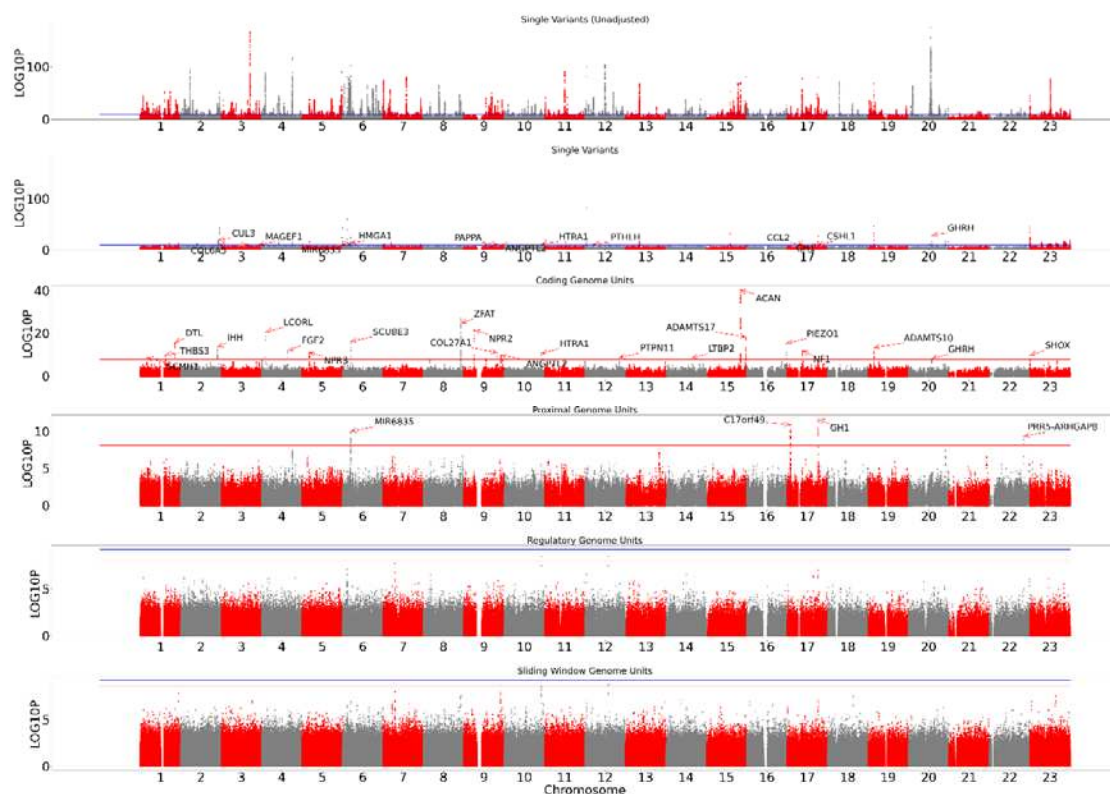 Single Variants (Unadjusted)
LOG10P
100
0
1 2 3 4 5 6 7 8 9 10 11 12 13 14 15 16 17 18 19 20 21 22 23
Single Variants
LOG10P
100
0
CUL3 MAGEF1 HMGA1 PAPPA HTRA1 PTHLH CCL2 CSHL1 GHRH
COL6A3 MIR6835 ANGPTL2 GH1
1 2 3 4 5 6 7 8 9 10 11 12 13 14 15 16 17 18 19 20 21 22 23
Coding Genome Units
LOG10P
40
20
0
ACAN
ZFAT
LCORL
DTL IHH SCUBE3 NPR2 ADAMTS17 PIEZO1 ADAMTS10
THBS3 FGF2 COL27A1 HTRA1 PTPN11 LTBP2 GHRH SHOX
SCMH1 NPR3 ANGPTL2 NF1
1 2 3 4 5 6 7 8 9 10 11 12 13 14 15 16 17 18 19 20 21 22 23
Proximal Genome Units
LOG10P
10
5
0
MIR6835 C17orf49 GH1 PRR5-ARHGAP8
1 2 3 4 5 6 7 8 9 10 11 12 13 14 15 16 17 18 19 20 21 22 23
Regulatory Genome Units
LOG10P
5
0
1 2 3 4 5 6 7 8 9 10 11 12 13 14 15 16 17 18 19 20 21 22 23
Sliding Window Genome Units
LOG10P
5
0
1 2 3 4 5 6 7 8 9 10 11 12 13 14 15 16 17 18 19 20 21 22 23
Chromosome